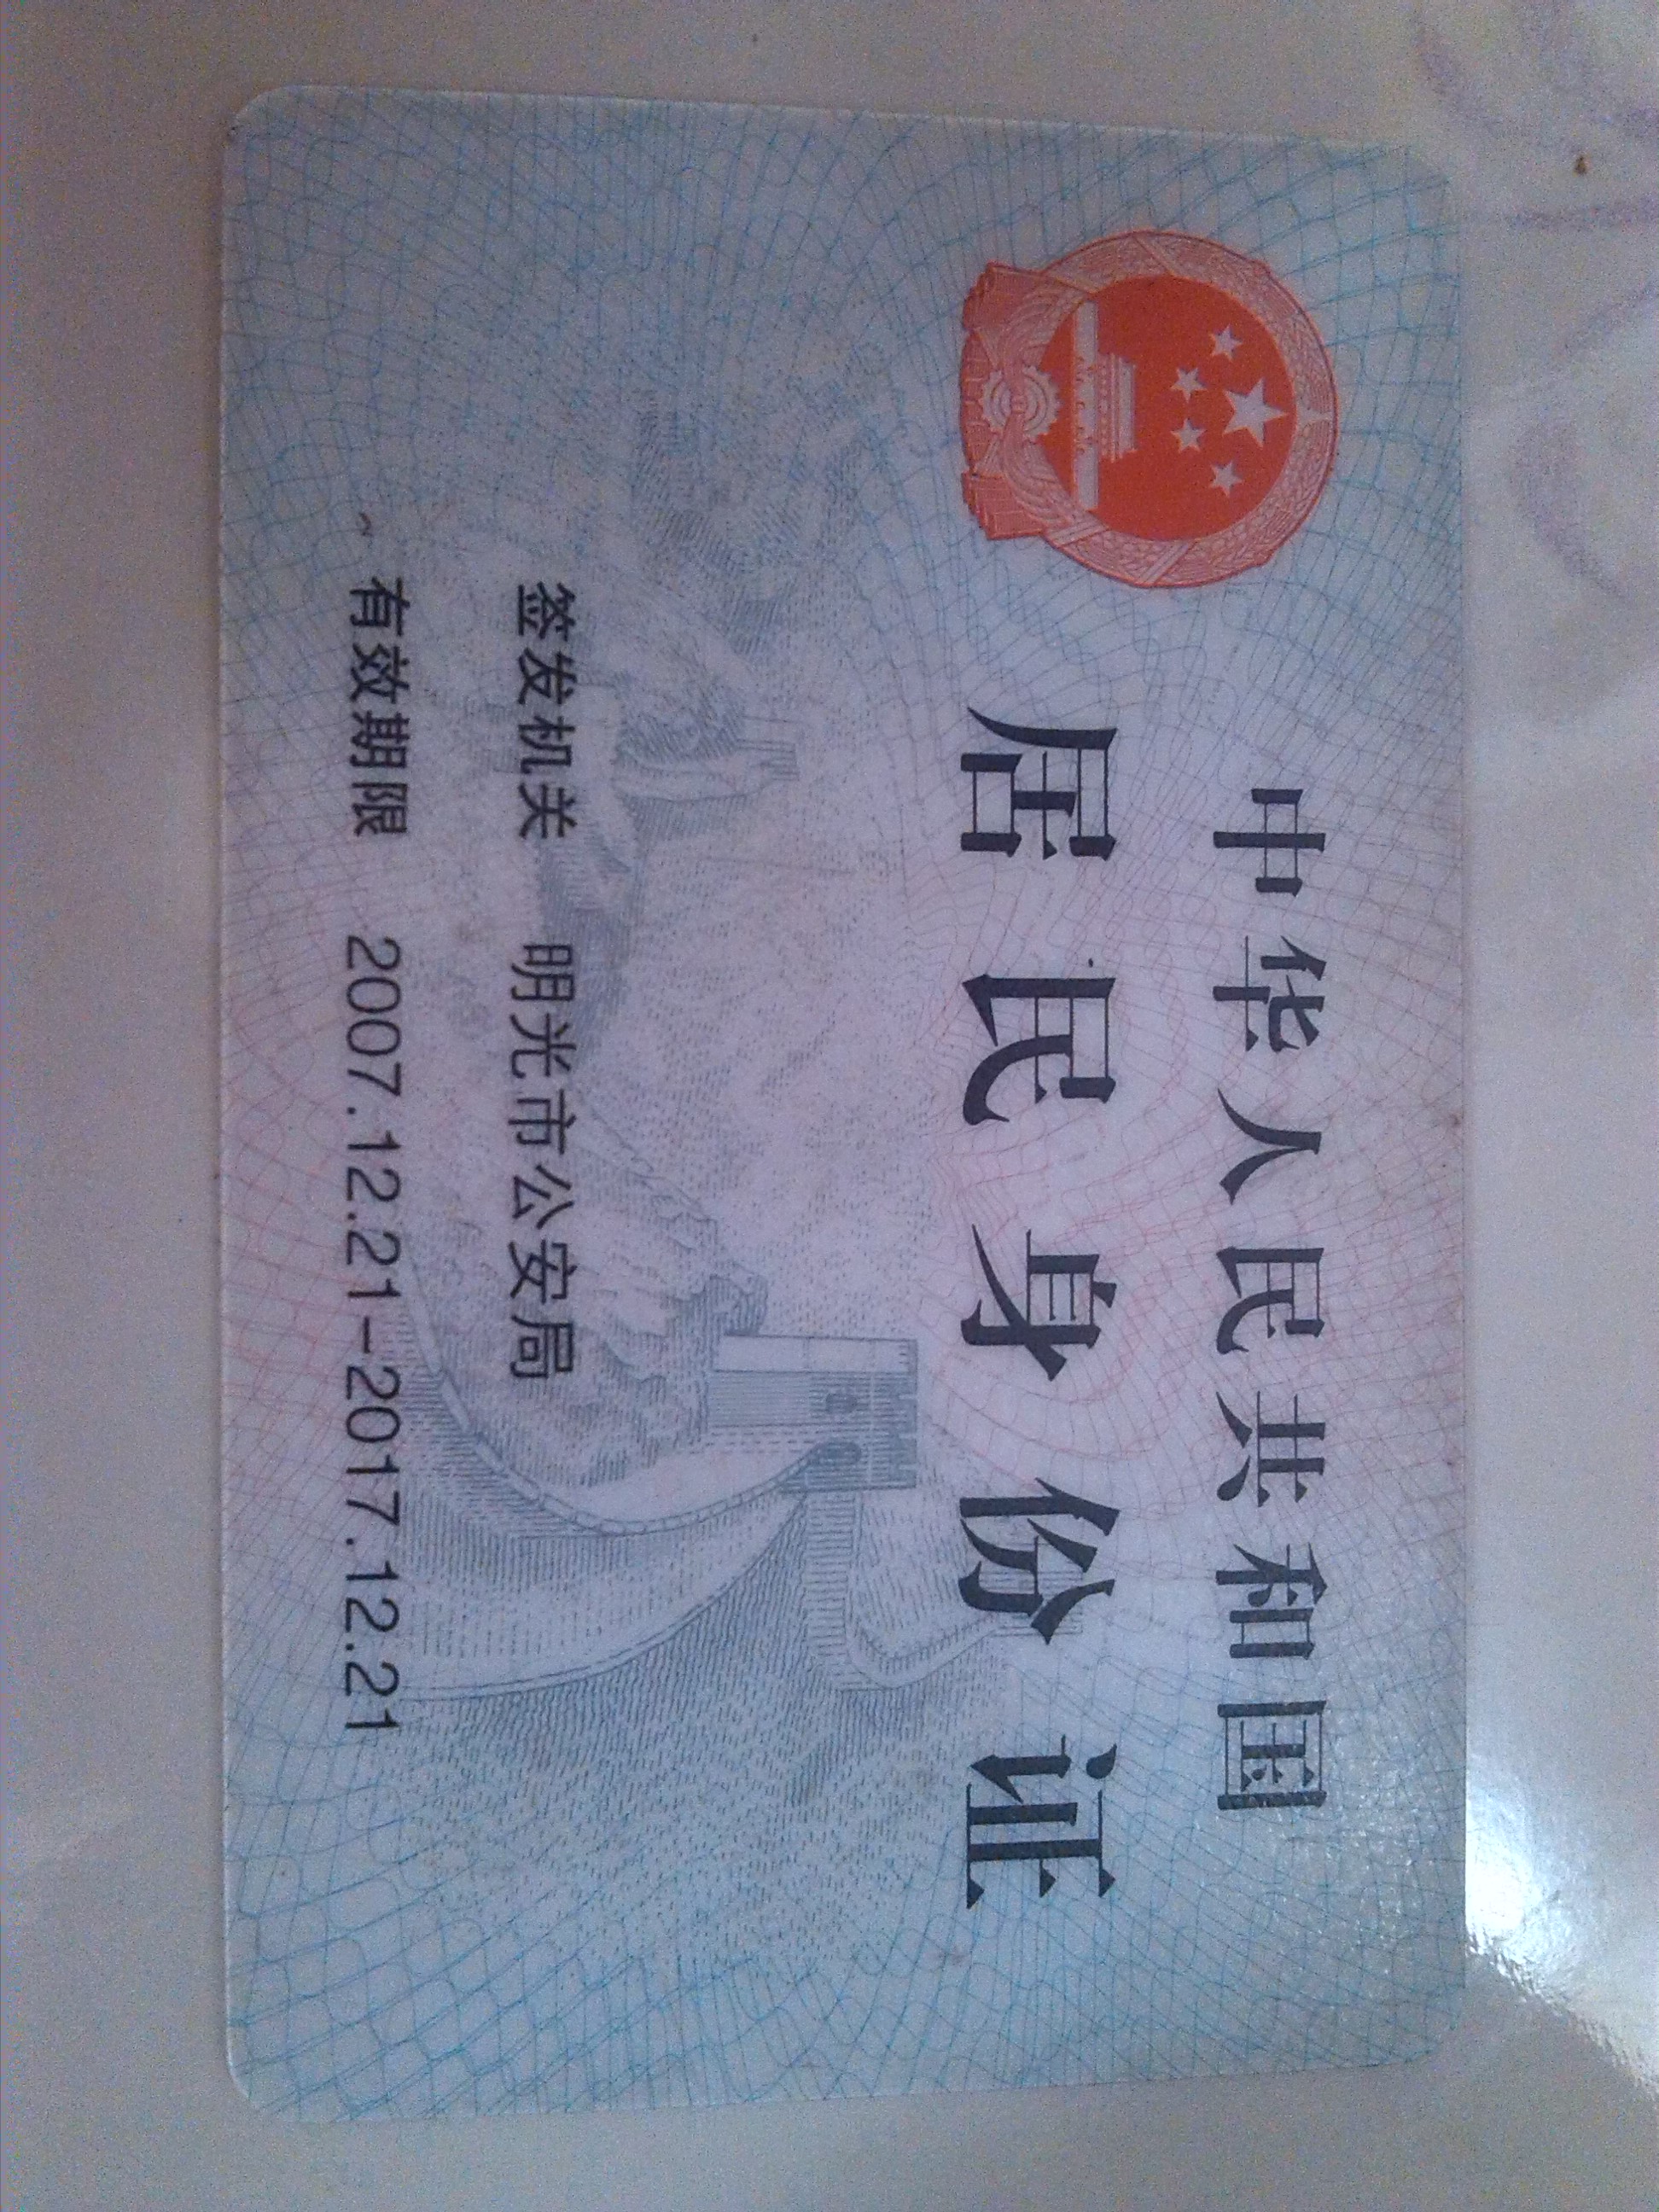 中华人民共和国
居民身份证
签发机关 明光市公安局
有效期限 2007.12.21-2017.12.21